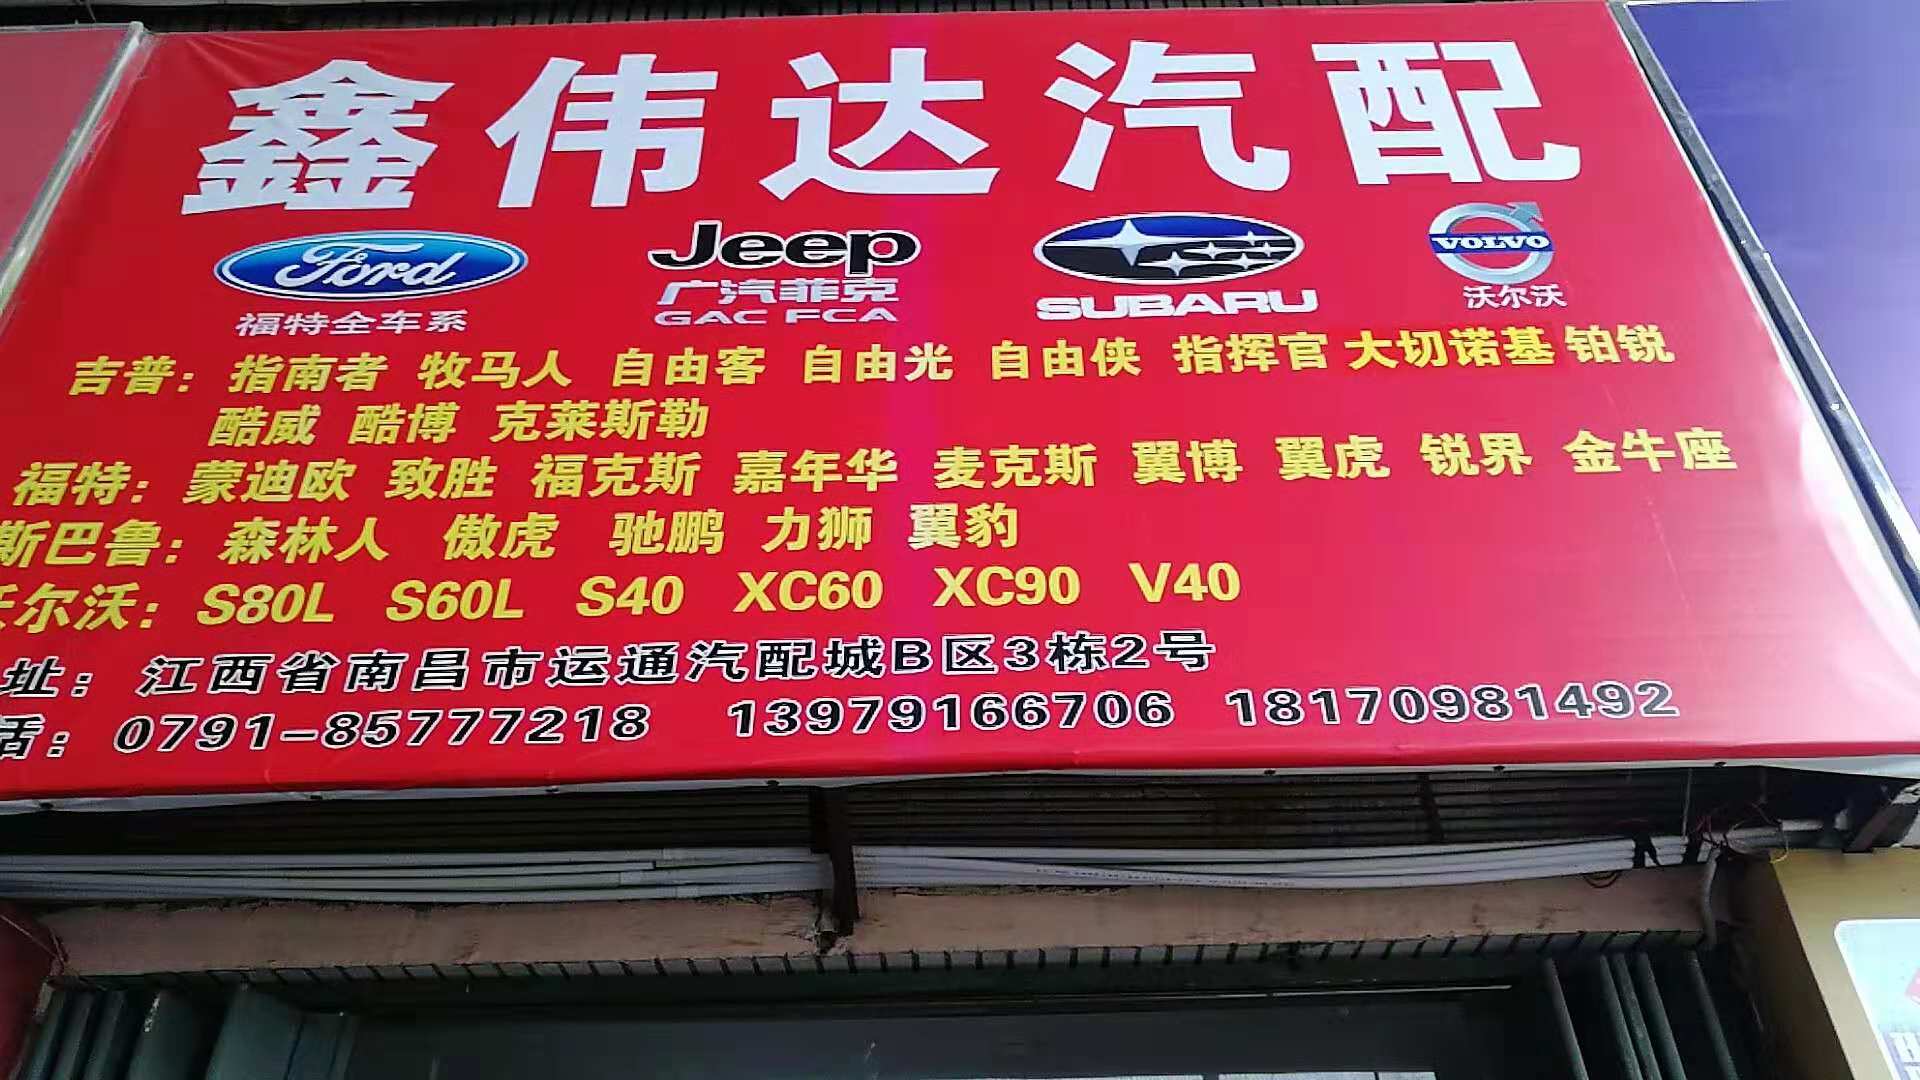 鑫伟达汽配
Ford Jeep SUBARU VOLVO
福特全车系 广汽菲克 沃尔沃
GAC FCA
吉普：指南者 牧马人 自由客 自由光 自由侠 指挥官 大切诺基 铂锐
酷威 酷博 克莱斯勒
福特：蒙迪欧 致胜 福克斯 嘉年华 麦克斯 翼博 翼虎 锐界 金牛座
斯巴鲁：森林人 傲虎 驰鹏 力狮 翼豹
沃尔沃：S80L S60L S40 XC60 XC90 V40
址：江西省南昌市运通汽配城B区3栋2号
话：0791-85777218 13979166706 18170981492